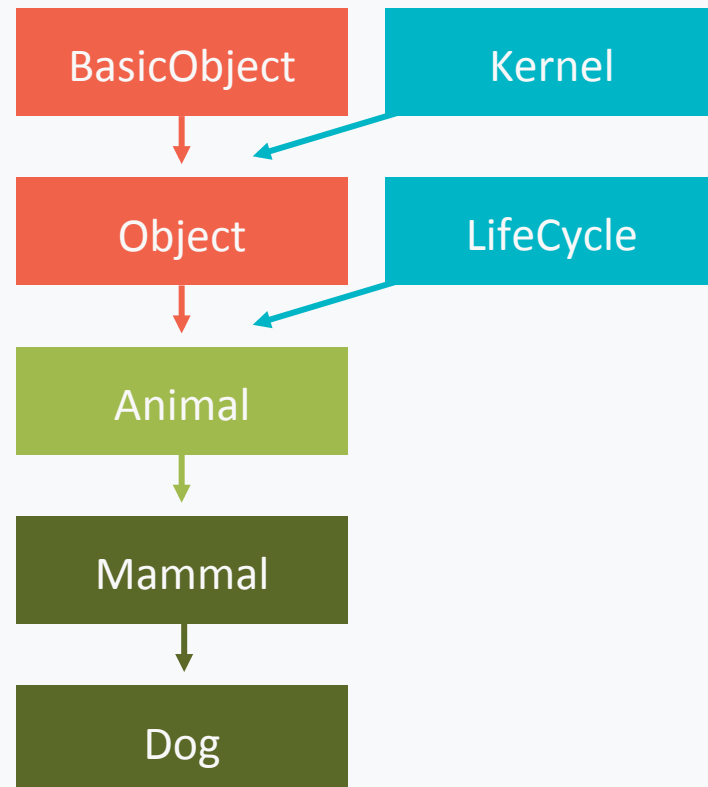 BasicObject
Kernel
Object
LifeCycle
Animal
Mammal
Dog